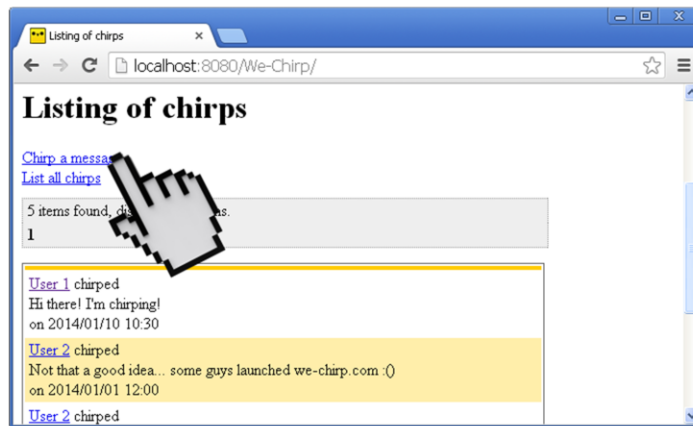 Listing of chirps
localhost:8080/We-Chirp/
Listing of chirps
Chirp a messa
List all chirps
5 items found,
1
User 1 chirped
Hi there! I'm chirping!
on 2014/01/10 10:30
User 2 chirped
Not that a good idea... some guys launched we-chirp.com :()
on 2014/01/01 12:00
User 2 chirped